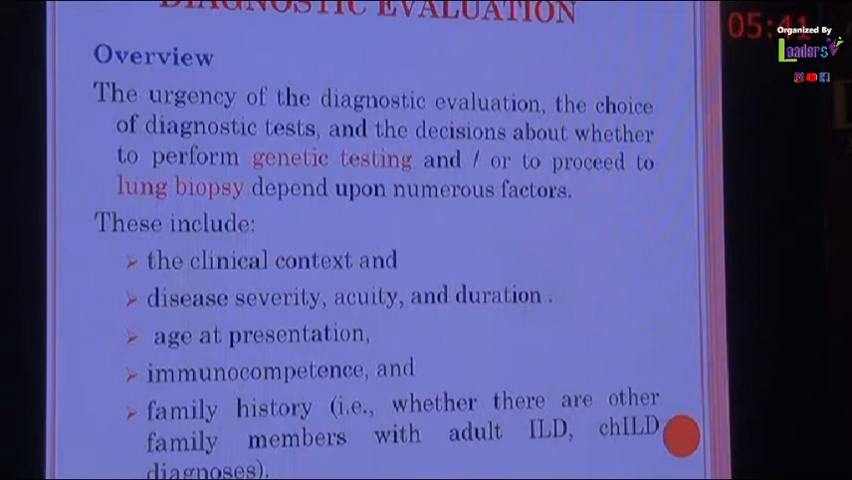 DIAGNOSTIC EVALUATION
05:41
Organized By
Leaders
Overview
The urgency of the diagnostic evaluation, the choice
of diagnostic tests, and the decisions about whether
to perform genetic testing and / or to proceed to
lung biopsy depend upon numerous factors.
These include:
➢ the clinical context and
➢ disease severity, acuity, and duration .
➢ age at presentation,
➢ immunocompetence, and
➢ family history (i.e., whether there are other
family members with adult ILD, chILD
diagnoses).